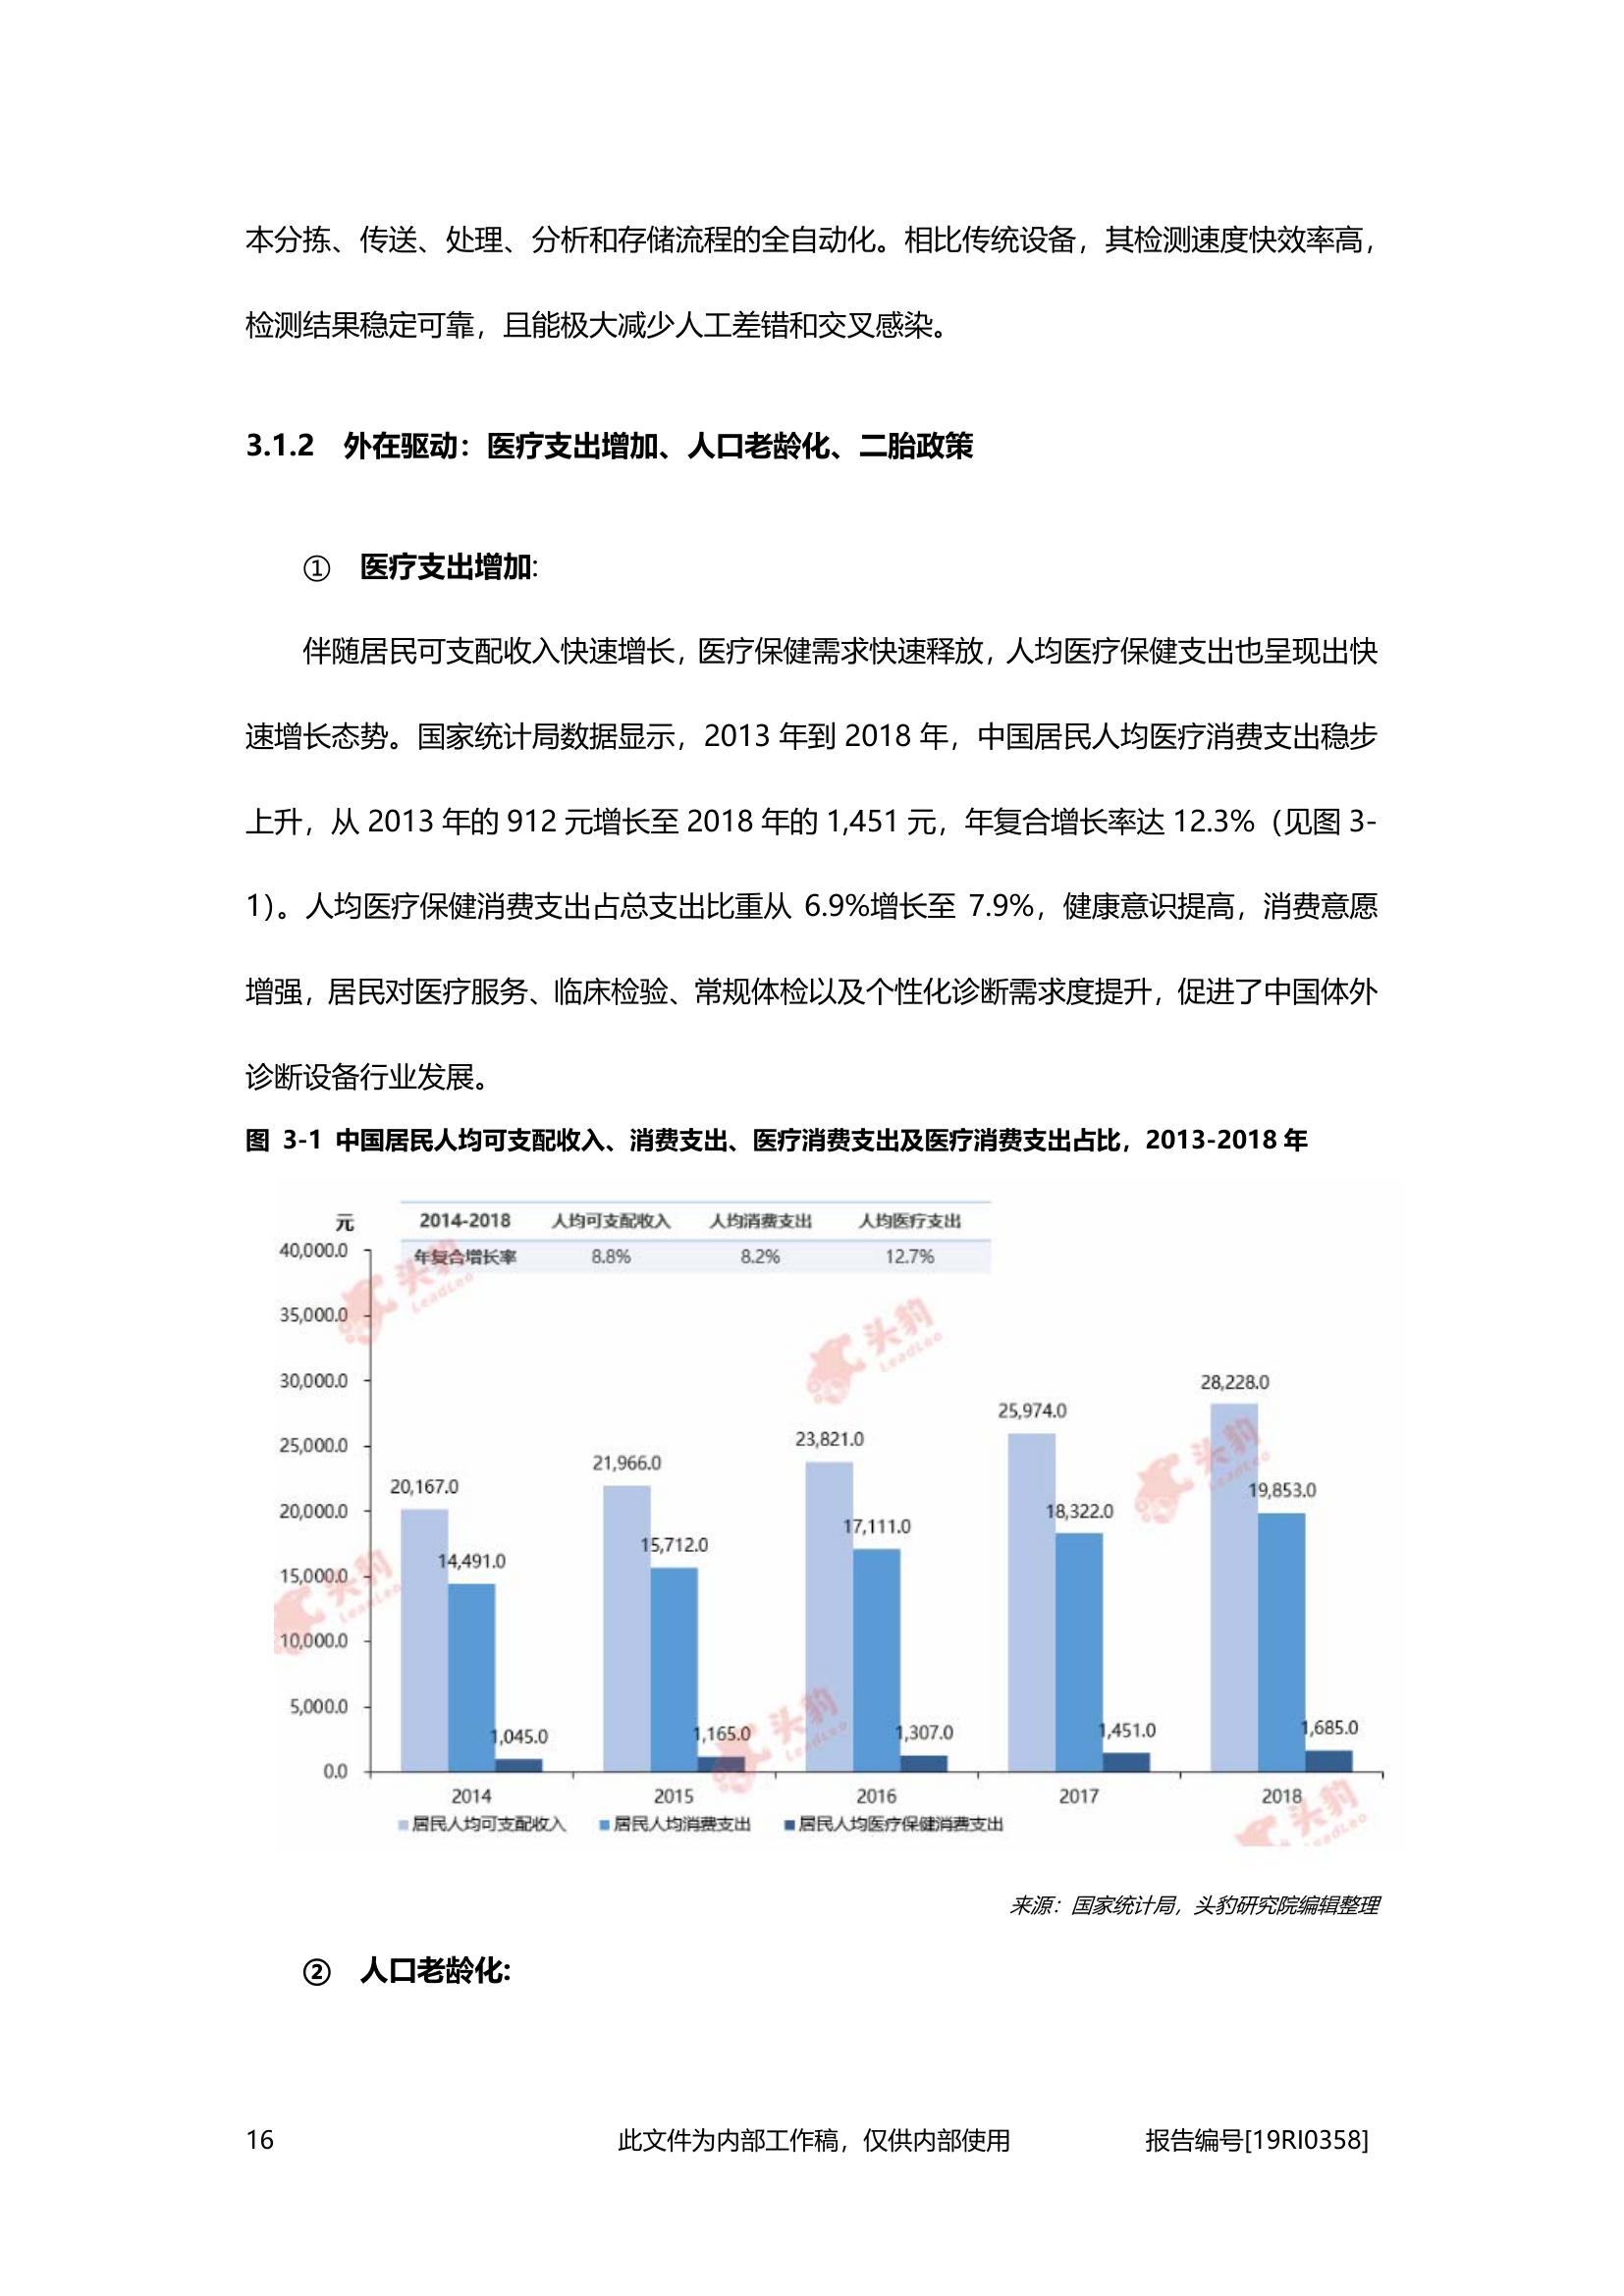 本分拣、传送、处理、分析和存储流程的全自动化。相比传统设备，其检测速度快效率高，
检测结果稳定可靠，且能极大减少人工差错和交叉感染。
3.1.2 外在驱动：医疗支出增加、人口老龄化、二胎政策
① 医疗支出增加:
伴随居民可支配收入快速增长，医疗保健需求快速释放，人均医疗保健支出也呈现出快
速增长态势。国家统计局数据显示，2013 年到 2018 年，中国居民人均医疗消费支出稳步
上升，从 2013 年的 912 元增长至 2018 年的 1,451 元，年复合增长率达 12.3%（见图 3-
1）。人均医疗保健消费支出占总支出比重从 6.9%增长至 7.9%，健康意识提高，消费意愿
增强，居民对医疗服务、临床检验、常规体检以及个性化诊断需求度提升，促进了中国体外
诊断设备行业发展。
图 3-1 中国居民人均可支配收入、消费支出、医疗消费支出及医疗消费支出占比，2013-2018 年
元
2014-2018 人均可支配收入 人均消费支出 人均医疗支出
年复合增长率 8.8% 8.2% 12.7%
40,000.0
35,000.0
30,000.0
25,000.0
20,000.0
15,000.0
10,000.0
5,000.0
0.0
20,167.0
14,491.0
1,045.0
21,966.0
15,712.0
1,165.0
23,821.0
17,111.0
1,307.0
25,974.0
18,322.0
1,451.0
28,228.0
19,853.0
1,685.0
2014 2015 2016 2017 2018
居民人均可支配收入 居民人均消费支出 居民人均医疗保健消费支出
头豹
LeadLeo
头豹
LeadLeo
头豹
LeadLeo
头豹
LeadLeo
头豹
LeadLeo
头豹
LeadLeo
来源：国家统计局，头豹研究院编辑整理
② 人口老龄化:
16 此文件为内部工作稿，仅供内部使用 报告编号[19RI0358]